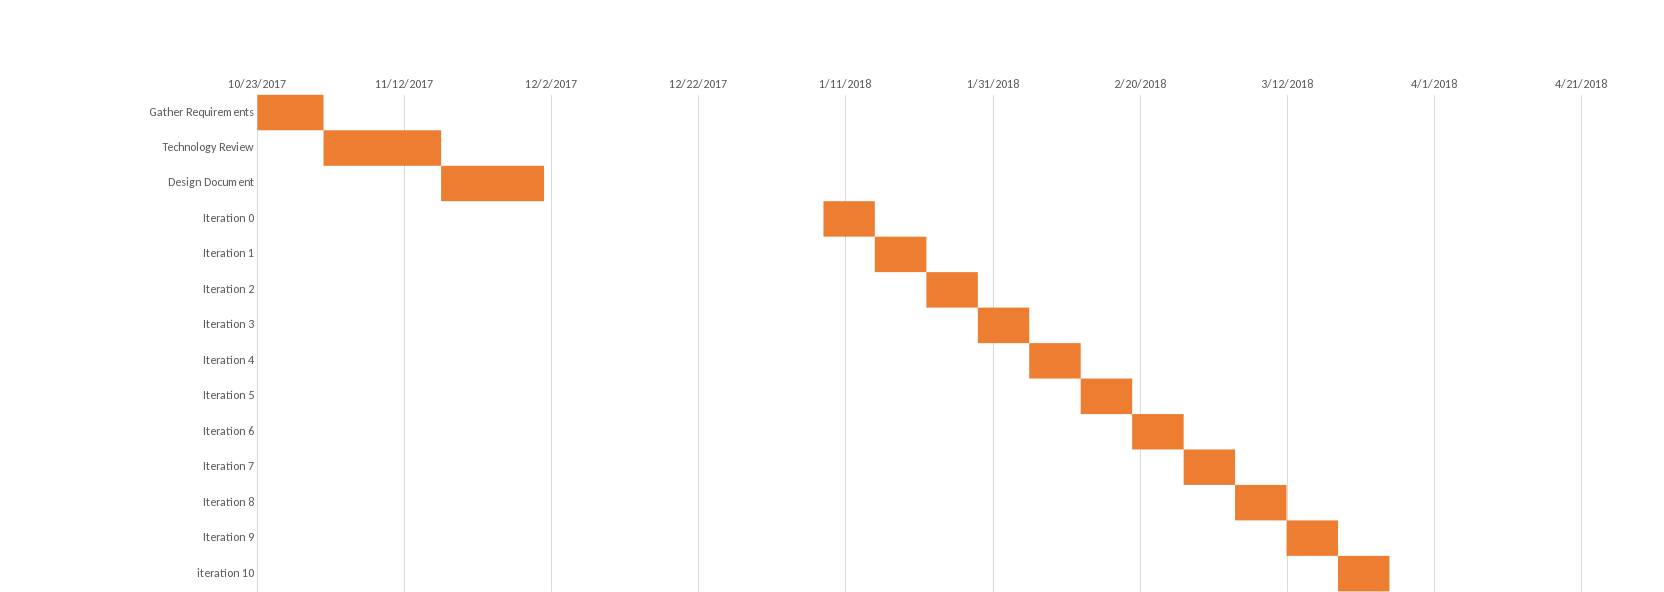 10/23/2017 11/12/2017 12/2/2017 12/22/2017 1/11/2018 1/31/2018 2/20/2018 3/12/2018 4/1/2018 4/21/2018
Gather Requirements
Technology Review
Design Document
Iteration 0
Iteration 1
Iteration 2
Iteration 3
Iteration 4
Iteration 5
Iteration 6
Iteration 7
Iteration 8
Iteration 9
iteration 10